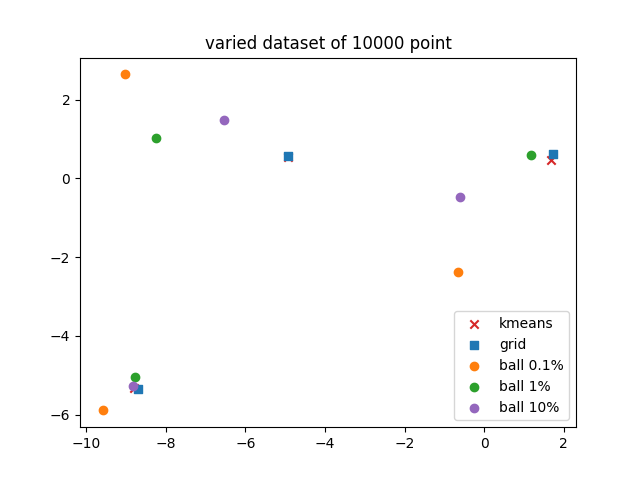 varied dataset of 10000 point
2
0
−2
−4
−6
−10
−8
−6
−4
−2
0
2
kmeans
grid
ball 0.1%
ball 1%
ball 10%